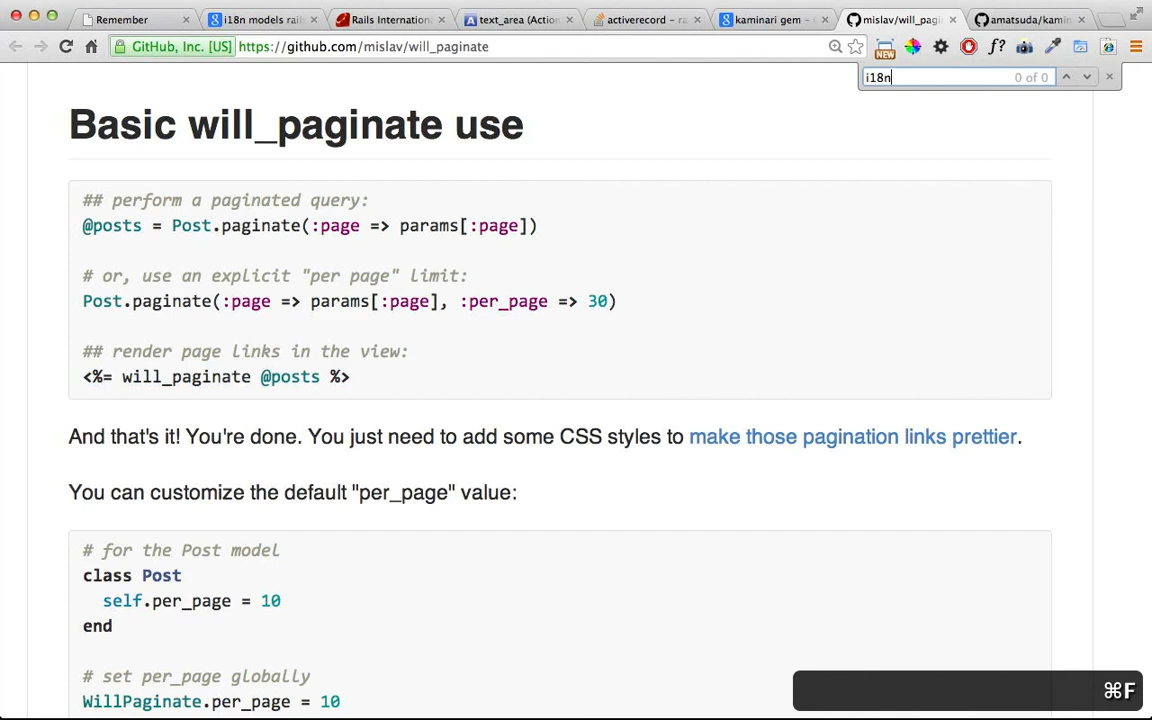 Remember
i18n models rail
Rails Internation
text_area (Action
activerecord - ra
kaminari gem -
mislav/will_pagi
amatsuda/kamin
GitHub, Inc. [US]
https://github.com/mislav/will_paginate
NEW
f?
i18n
0 of 0
Basic will_paginate use
## perform a paginated query:
@posts = Post.paginate(:page => params[:page])
# or, use an explicit "per page" limit:
Post.paginate(:page => params[:page], :per_page => 30)
## render page links in the view:
<%= will_paginate @posts %>
And that's it! You're done. You just need to add some CSS styles to make those pagination links prettier.
You can customize the default "per_page" value:
# for the Post model
class Post
self.per_page = 10
end
# set per_page globally
WillPaginate.per_page = 10
⌘F